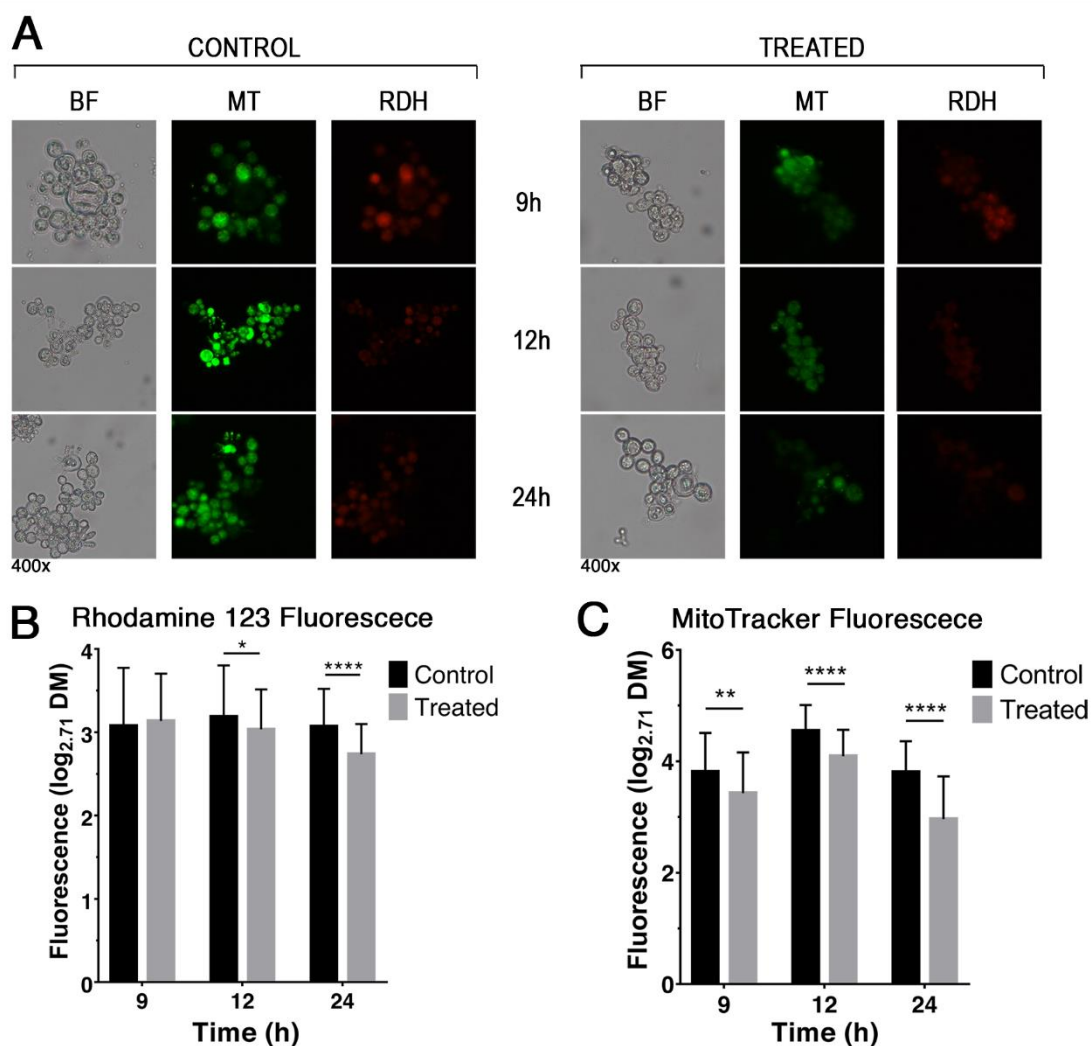 A
CONTROL
TREATED
BF MT RDH
BF MT RDH
9h
12h
24h
400x
400x
B Rhodamine 123 Fluorescece
Fluorescence (log2.71 DM)
4
3
2
1
0
*
****
Control
Treated
9 12 24
Time (h)
C MitoTracker Fluorescece
Fluorescence (log2.71 DM)
6
4
2
0
**
****
****
Control
Treated
9 12 24
Time (h)